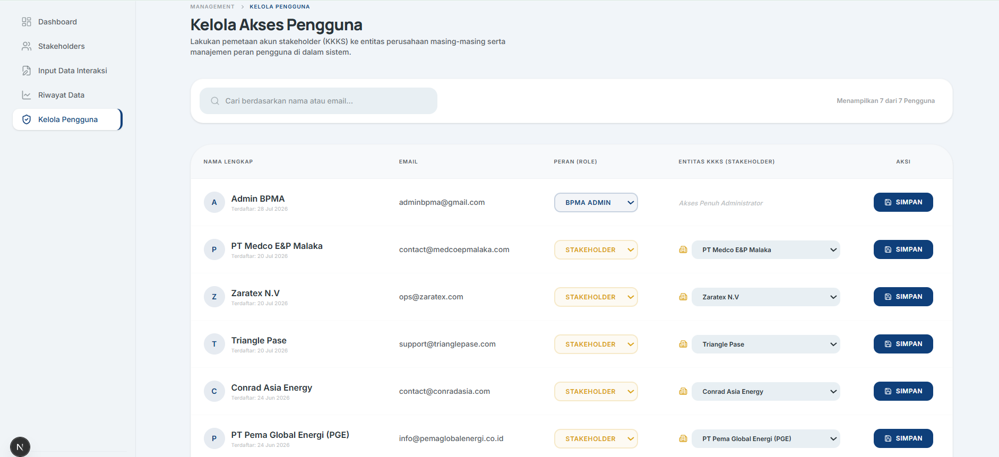 Dashboard
Stakeholders
Input Data Interaksi
Riwayat Data
Kelola Pengguna
N
MANAGEMENT > KELOLA PENGGUNA
Kelola Akses Pengguna
Lakukan pemetaan akun stakeholder (KKKS) ke entitas perusahaan masing-masing serta
manajemen peran pengguna di dalam sistem.
Cari berdasarkan nama atau email...
Menampilkan 7 dari 7 Pengguna
NAMA LENGKAP EMAIL PERAN (ROLE) ENTITAS KKKS (STAKEHOLDER) AKSI
A Admin BPMA adminbpma@gmail.com BPMA ADMIN Akses Penuh Administrator SIMPAN
Terdaftar: 28 Jul 2026
P PT Medco E&P Malaka contact@medcoepmalaka.com STAKEHOLDER PT Medco E&P Malaka SIMPAN
Terdaftar: 20 Jul 2026
Z Zaratex N.V ops@zaratex.com STAKEHOLDER Zaratex N.V SIMPAN
Terdaftar: 20 Jul 2026
T Triangle Pase support@trianglepase.com STAKEHOLDER Triangle Pase SIMPAN
Terdaftar: 20 Jul 2026
C Conrad Asia Energy contact@conradasia.com STAKEHOLDER Conrad Asia Energy SIMPAN
Terdaftar: 24 Jun 2026
P PT Pema Global Energi (PGE) info@pemaglobalenergi.co.id STAKEHOLDER PT Pema Global Energi (PGE) SIMPAN
Terdaftar: 24 Jun 2026